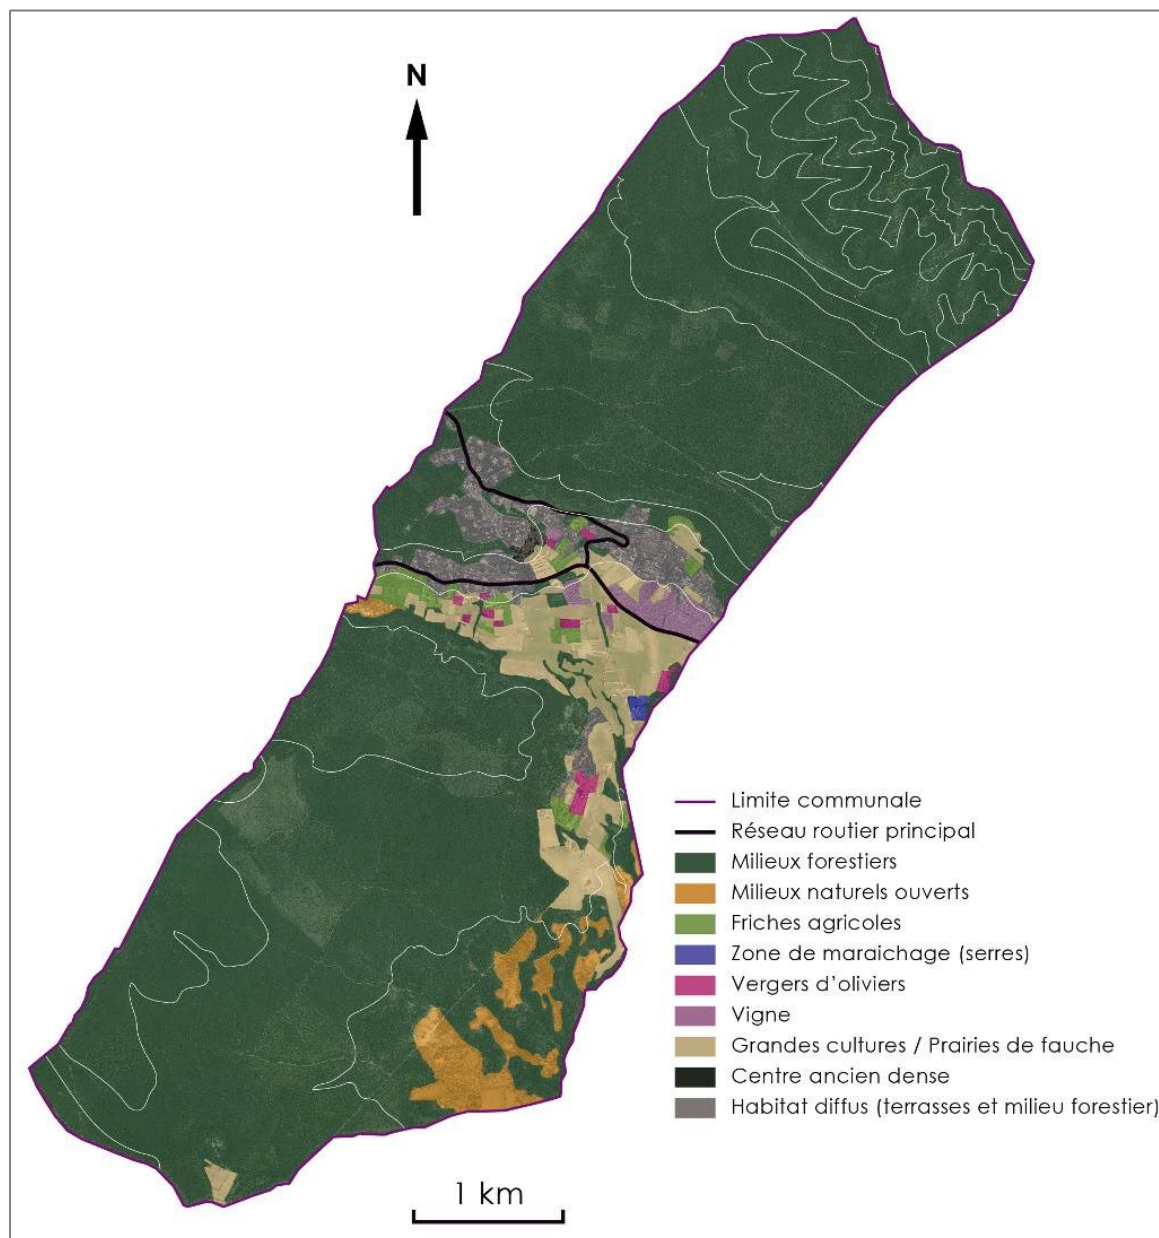 N
Limite communale
Réseau routier principal
Milieux forestiers
Milieux naturels ouverts
Friches agricoles
Zone de maraichage (serres)
Vergers d'oliviers
Vigne
Grandes cultures / Prairies de fauche
Centre ancien dense
Habitat diffus (terrasses et milieu forestier)
1 km